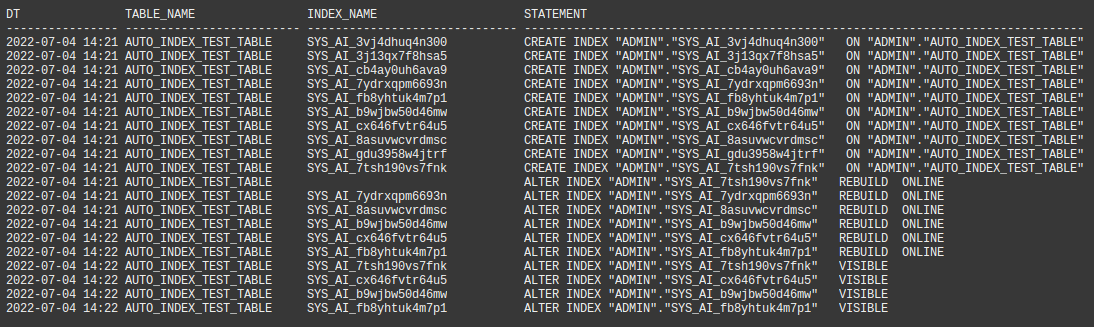 DT               TABLE_NAME                INDEX_NAME                     STATEMENT
---------------- ------------------------- ------------------------------ --------------------------------------------------------------------------------
2022-07-04 14:21 AUTO_INDEX_TEST_TABLE     SYS_AI_3vj4dhuq4n300           CREATE INDEX "ADMIN"."SYS_AI_3vj4dhuq4n300"   ON "ADMIN"."AUTO_INDEX_TEST_TABLE"
2022-07-04 14:21 AUTO_INDEX_TEST_TABLE     SYS_AI_3j13qx7f8hsa5           CREATE INDEX "ADMIN"."SYS_AI_3j13qx7f8hsa5"   ON "ADMIN"."AUTO_INDEX_TEST_TABLE"
2022-07-04 14:21 AUTO_INDEX_TEST_TABLE     SYS_AI_cb4ay0uh6ava9           CREATE INDEX "ADMIN"."SYS_AI_cb4ay0uh6ava9"   ON "ADMIN"."AUTO_INDEX_TEST_TABLE"
2022-07-04 14:21 AUTO_INDEX_TEST_TABLE     SYS_AI_7ydrxqpm6693n           CREATE INDEX "ADMIN"."SYS_AI_7ydrxqpm6693n"   ON "ADMIN"."AUTO_INDEX_TEST_TABLE"
2022-07-04 14:21 AUTO_INDEX_TEST_TABLE     SYS_AI_fb8yhtuk4m7p1           CREATE INDEX "ADMIN"."SYS_AI_fb8yhtuk4m7p1"   ON "ADMIN"."AUTO_INDEX_TEST_TABLE"
2022-07-04 14:21 AUTO_INDEX_TEST_TABLE     SYS_AI_b9wjbw50d46mw           CREATE INDEX "ADMIN"."SYS_AI_b9wjbw50d46mw"   ON "ADMIN"."AUTO_INDEX_TEST_TABLE"
2022-07-04 14:21 AUTO_INDEX_TEST_TABLE     SYS_AI_cx646fvtr64u5           CREATE INDEX "ADMIN"."SYS_AI_cx646fvtr64u5"   ON "ADMIN"."AUTO_INDEX_TEST_TABLE"
2022-07-04 14:21 AUTO_INDEX_TEST_TABLE     SYS_AI_8asuvwcvrdmsc           CREATE INDEX "ADMIN"."SYS_AI_8asuvwcvrdmsc"   ON "ADMIN"."AUTO_INDEX_TEST_TABLE"
2022-07-04 14:21 AUTO_INDEX_TEST_TABLE     SYS_AI_gdu3958w4jtrf           CREATE INDEX "ADMIN"."SYS_AI_gdu3958w4jtrf"   ON "ADMIN"."AUTO_INDEX_TEST_TABLE"
2022-07-04 14:21 AUTO_INDEX_TEST_TABLE     SYS_AI_7tsh190vs7fnk           CREATE INDEX "ADMIN"."SYS_AI_7tsh190vs7fnk"   ON "ADMIN"."AUTO_INDEX_TEST_TABLE"
2022-07-04 14:21 AUTO_INDEX_TEST_TABLE                                    ALTER INDEX "ADMIN"."SYS_AI_7tsh190vs7fnk"   REBUILD  ONLINE
2022-07-04 14:21 AUTO_INDEX_TEST_TABLE     SYS_AI_7ydrxqpm6693n           ALTER INDEX "ADMIN"."SYS_AI_7ydrxqpm6693n"   REBUILD  ONLINE
2022-07-04 14:21 AUTO_INDEX_TEST_TABLE     SYS_AI_8asuvwcvrdmsc           ALTER INDEX "ADMIN"."SYS_AI_8asuvwcvrdmsc"   REBUILD  ONLINE
2022-07-04 14:21 AUTO_INDEX_TEST_TABLE     SYS_AI_b9wjbw50d46mw           ALTER INDEX "ADMIN"."SYS_AI_b9wjbw50d46mw"   REBUILD  ONLINE
2022-07-04 14:22 AUTO_INDEX_TEST_TABLE     SYS_AI_cx646fvtr64u5           ALTER INDEX "ADMIN"."SYS_AI_cx646fvtr64u5"   REBUILD  ONLINE
2022-07-04 14:22 AUTO_INDEX_TEST_TABLE     SYS_AI_fb8yhtuk4m7p1           ALTER INDEX "ADMIN"."SYS_AI_fb8yhtuk4m7p1"   REBUILD  ONLINE
2022-07-04 14:22 AUTO_INDEX_TEST_TABLE     SYS_AI_7tsh190vs7fnk           ALTER INDEX "ADMIN"."SYS_AI_7tsh190vs7fnk"   VISIBLE
2022-07-04 14:22 AUTO_INDEX_TEST_TABLE     SYS_AI_cx646fvtr64u5           ALTER INDEX "ADMIN"."SYS_AI_cx646fvtr64u5"   VISIBLE
2022-07-04 14:22 AUTO_INDEX_TEST_TABLE     SYS_AI_b9wjbw50d46mw           ALTER INDEX "ADMIN"."SYS_AI_b9wjbw50d46mw"   VISIBLE
2022-07-04 14:22 AUTO_INDEX_TEST_TABLE     SYS_AI_fb8yhtuk4m7p1           ALTER INDEX "ADMIN"."SYS_AI_fb8yhtuk4m7p1"   VISIBLE